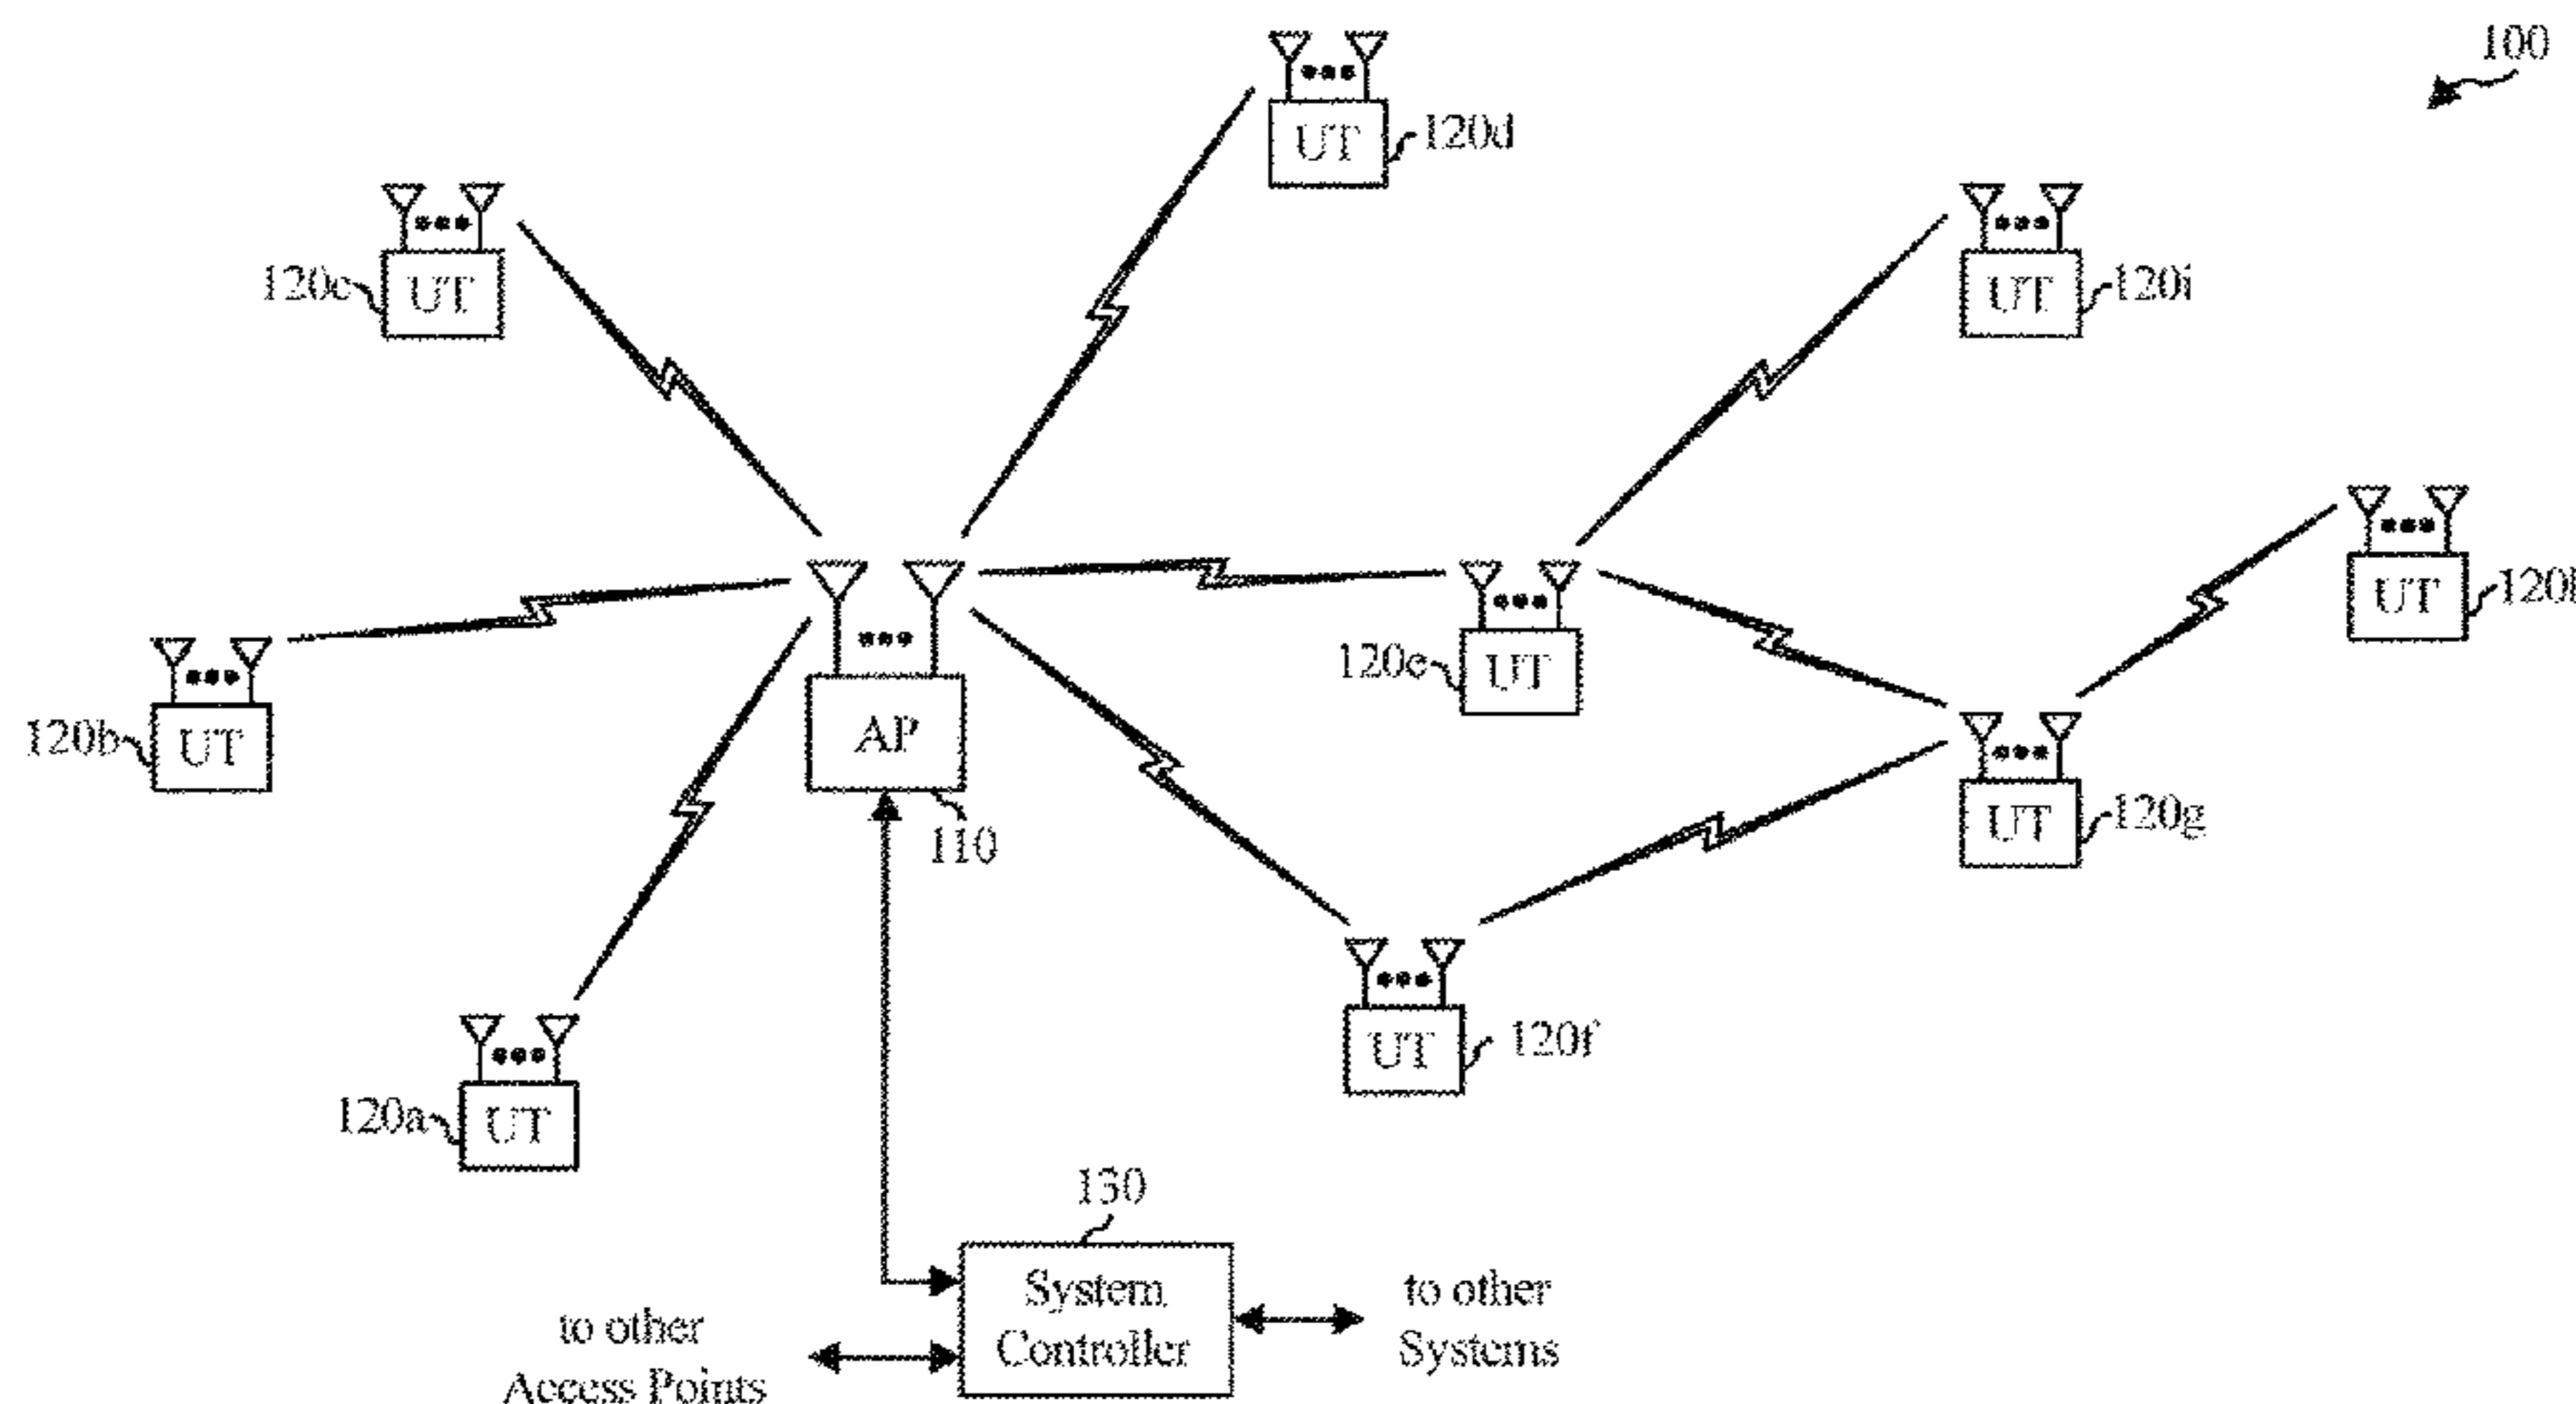 100
UT
120d
120c
UT
UT
120i
UT
120e
UT
120b
UT
AP
110
UT
120g
UT
120f
120a
UT
130
System
Controller
to other
Access Points
to other
Systems